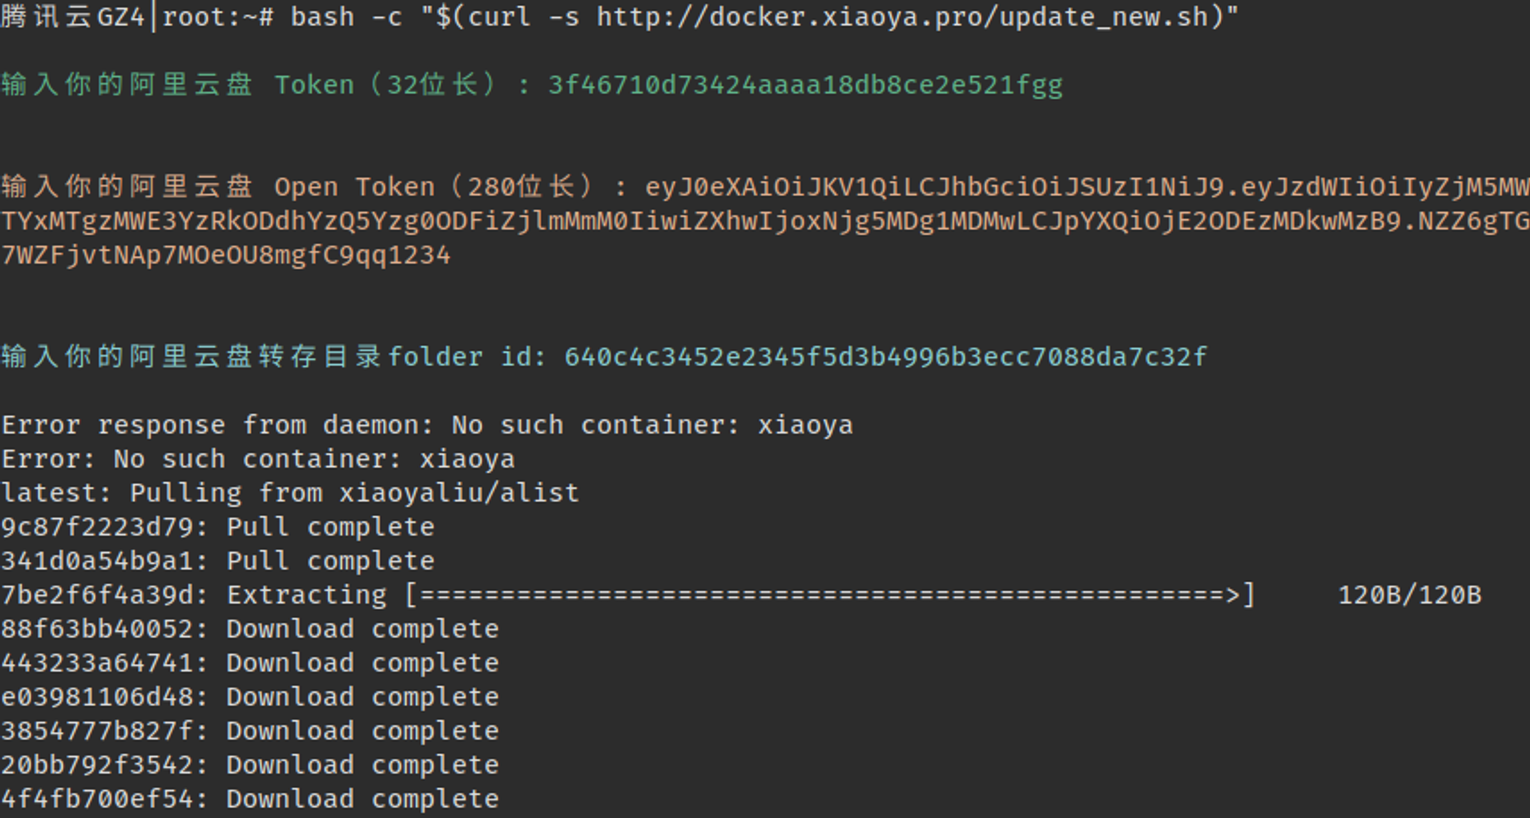 腾讯云GZ4|root:~# bash -c "$(curl -s http://docker.xiaoya.pro/update_new.sh)"
输入你的阿里云盘 Token（32位长）: 3f46710d73424aaaa18db8ce2e521fgg
输入你的阿里云盘 Open Token（280位长）: eyJ0eXAiOiJKV1QiLCJhbGciOiJSUzI1NiJ9.eyJzdWIiOiIyZjM5MW
TYxMTgzMWE3YzRkODdhYzQ5Yzg0ODFiZjlmMmM0IiwiZXhwIjoxNjg5MDg1MDMwLCJpYXQiOjE2ODEzMDkwMzB9.NZZ6gTG
7WZFjvtNAp7MOeOU8mgfC9qq1234
输入你的阿里云盘转存目录folder id: 640c4c3452e2345f5d3b4996b3ecc7088da7c32f
Error response from daemon: No such container: xiaoya
Error: No such container: xiaoya
latest: Pulling from xiaoyaliu/alist
9c87f2223d79: Pull complete
341d0a54b9a1: Pull complete
7be2f6f4a39d: Extracting [==================================================>] 120B/120B
88f63bb40052: Download complete
443233a64741: Download complete
e03981106d48: Download complete
3854777b827f: Download complete
20bb792f3542: Download complete
4f4fb700ef54: Download complete